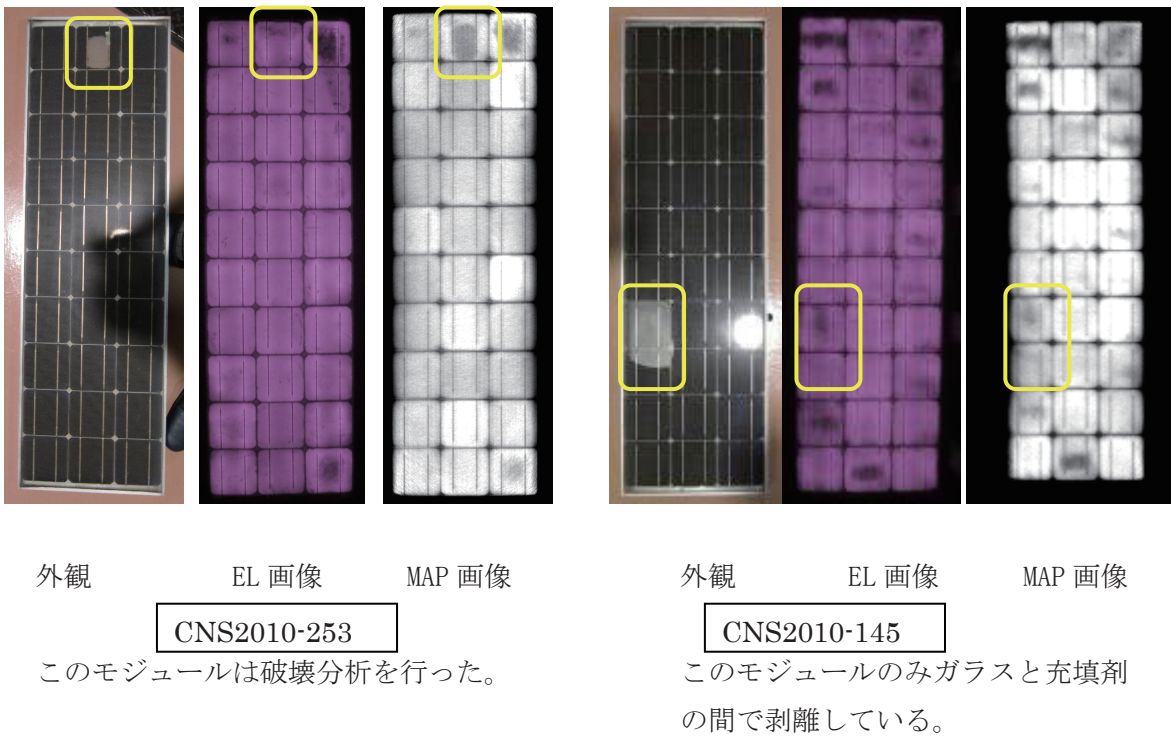 外観 EL 画像 MAP 画像
CNS2010-253
このモジュールは破壊分析を行った。
外観 EL 画像 MAP 画像
CNS2010-145
このモジュールのみガラスと充填剤
の間で剥離している。